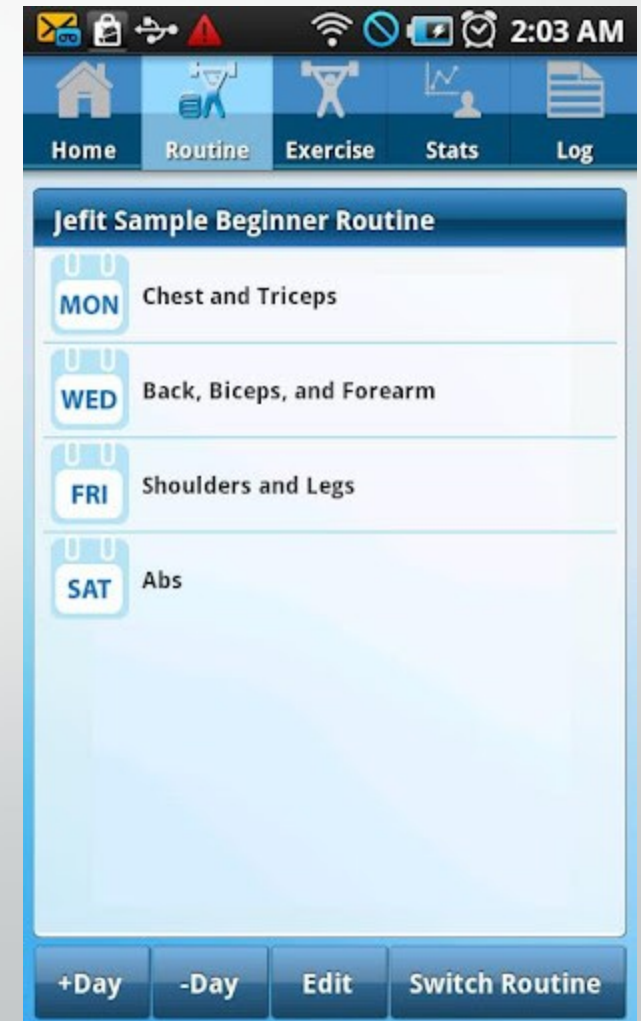 2:03 AM
Home Routine Exercise Stats Log
Jefit Sample Beginner Routine
MON Chest and Triceps
WED Back, Biceps, and Forearm
FRI Shoulders and Legs
SAT Abs
+Day -Day Edit Switch Routine